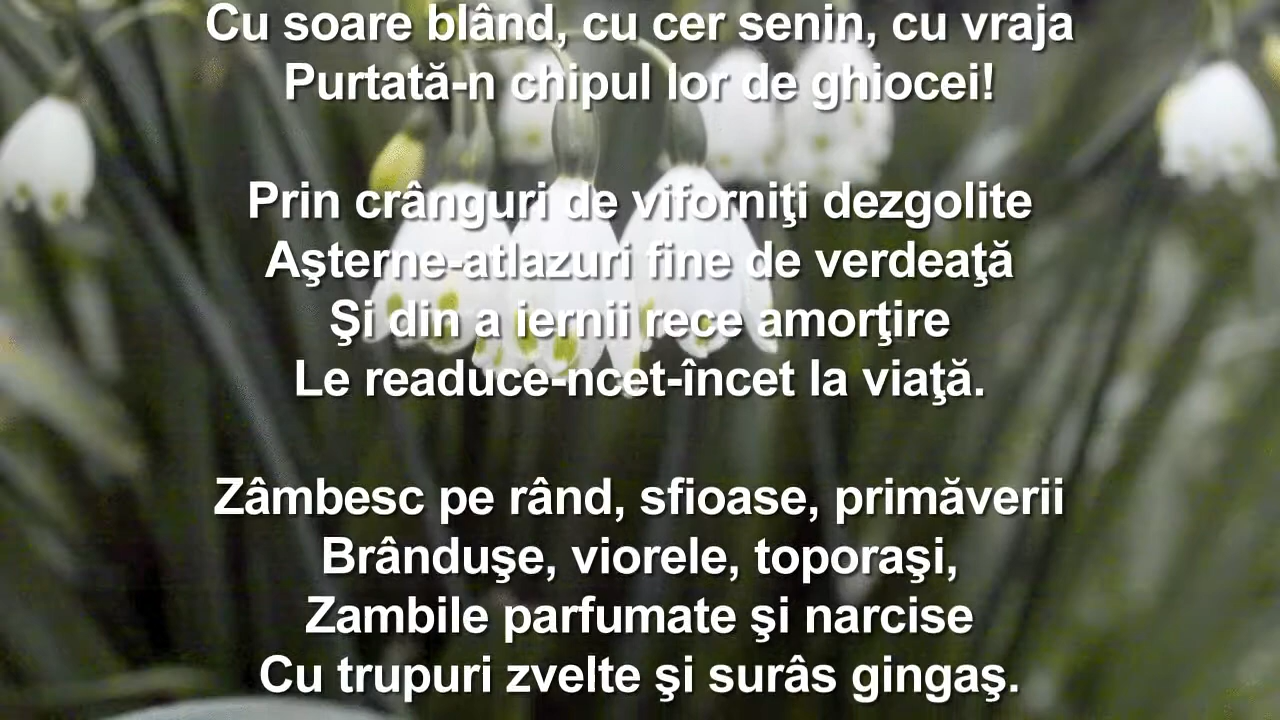 Cu soare blând, cu cer senin, cu vraja
Purtată-n chipul lor de ghiocei!
Prin crânguri de viforniţi dezgolite
Aşterne-atlazuri fine de verdeaţă
Şi din a iernii rece amorţire
Le readuce-ncet-încet la viaţă.
Zâmbesc pe rând, sfioase, primăverii
Brânduşe, viorele, toporaşi,
Zambile parfumate şi narcise
Cu trupuri zvelte şi surâs gingaş.